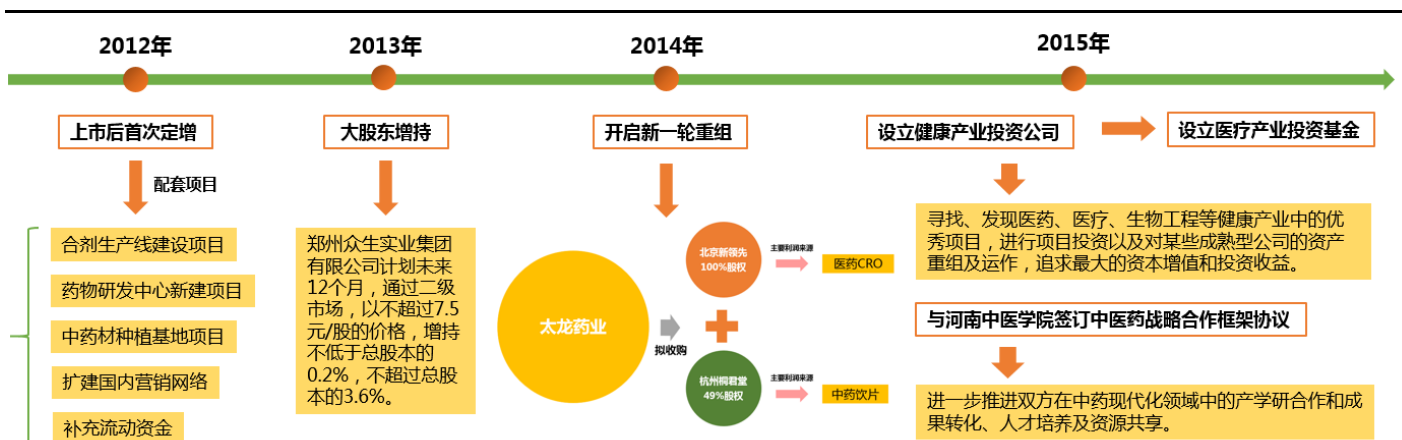 2012年
2013年
2014年
2015年
上市后首次定增
大股东增持
开启新一轮重组
设立健康产业投资公司
设立医疗产业投资基金
配套项目
合剂生产线建设项目
药物研发中心新建项目
中药材种植基地项目
扩建国内营销网络
补充流动资金
郑州众生实业集团
有限公司计划未来
12个月，通过二级
市场，以不超过7.5
元/股的价格，增持
不低于总股本的
0.2%，不超过总股
本的3.6%。
太龙药业
拟收购
北京新领先
100%股权
主要利润来源
医药CRO
杭州桐君堂
49%股权
主要利润来源
中药饮片
寻找、发现医药、医疗、生物工程等健康产业中的优
秀项目，进行项目投资以及对某些成熟型公司的资产
重组及运作，追求最大的资本增值和投资收益。
与河南中医学院签订中医药战略合作框架协议
进一步推进双方在中药现代化领域中的产学研合作和成
果转化、人才培养及资源共享。